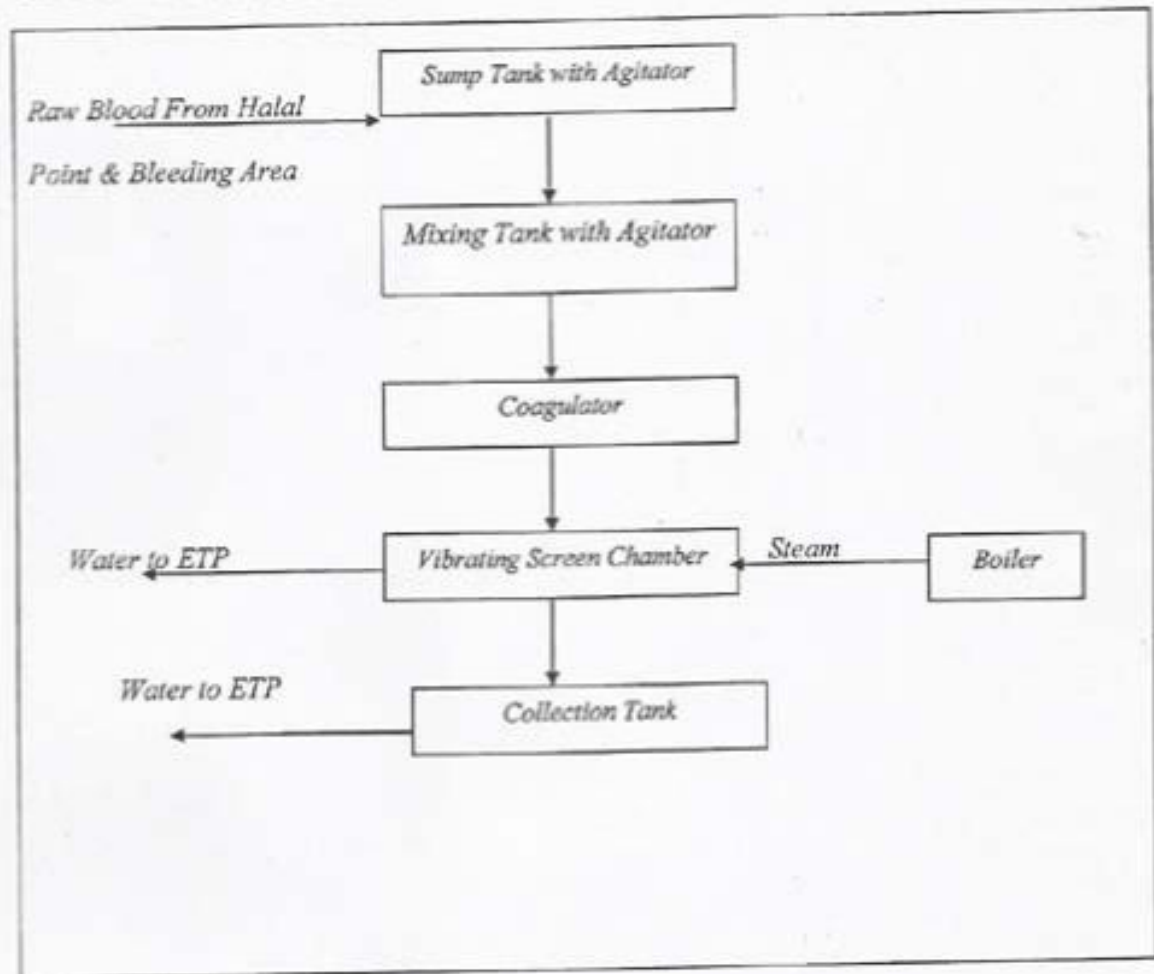 Sump Tank with Agitator
Raw Blood From Halal
Point & Bleeding Area
Mixing Tank with Agitator
Coagulator
Water to ETP
Vibrating Screen Chamber
Steam
Boiler
Water to ETP
Collection Tank